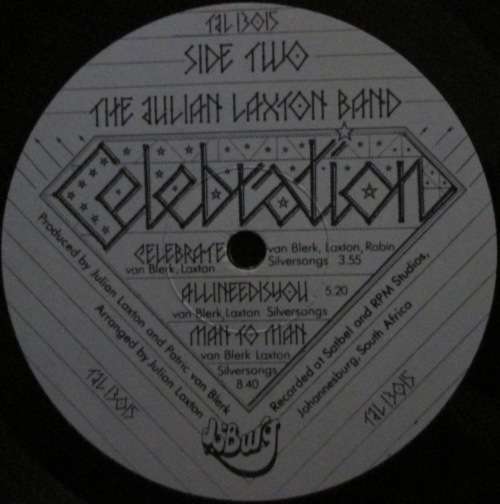 TJL 13015
SIDE TWO
THE JULIAN LAXTON BAND
Celebration
CELEBRATE
van Blerk, Laxton
van Blerk, Laxton, Robin
Silversongs 3.55
ALLINEEDISYOU 5.20
van Blerk, Laxton Silversongs
MAN TO MAN
van Blerk Laxton
Silversongs
8.40
Produced by Julian Laxton and Patric van Blerk
Arranged by Julian Laxton
Recorded at Satbel and RPM Studios,
Johannesburg, South Africa
TJL 13015
TJL 13015
Jo'Burg